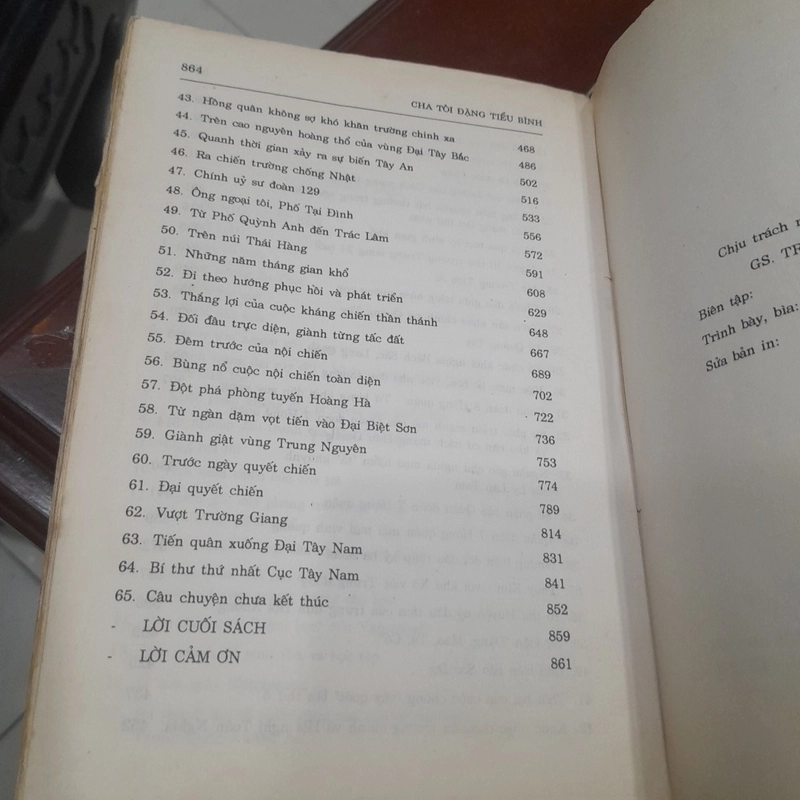 864
CHA TÔI ĐẶNG TIỂU BÌNH
43. Hồng quân không sợ khó khăn trường chinh xa 468
44. Trên cao nguyên hoàng thổ của vùng Đại Tây Bắc 486
45. Quanh thời gian xảy ra sự biến Tây An 502
46. Ra chiến trường chống Nhật 516
47. Chính uỷ sư đoàn 129 533
48. Ông ngoại tôi, Phố Tại Đình 556
49. Từ Phố Quỳnh Anh đến Trác Lâm 572
50. Trên núi Thái Hàng 591
51. Những năm tháng gian khổ 608
52. Đi theo hướng phục hồi và phát triển 629
53. Thắng lợi của cuộc kháng chiến thần thánh 648
54. Đối đầu trực diện, giành từng tấc đất 667
55. Đêm trước của nội chiến 689
56. Bùng nổ cuộc nội chiến toàn diện 702
57. Đột phá phòng tuyến Hoàng Hà 722
58. Từ ngàn dặm vọt tiến vào Đại Biệt Sơn 736
59. Giành giật vùng Trung Nguyên 753
60. Trước ngày quyết chiến 774
61. Đại quyết chiến 789
62. Vượt Trường Giang 814
63. Tiến quân xuống Đại Tây Nam 831
64. Bí thư thứ nhất Cục Tây Nam 841
65. Câu chuyện chưa kết thúc 852
- LỜI CUỐI SÁCH 859
- LỜI CẢM ƠN 861
Chịu trách
GS.
Biên tập:
Trình bày, bìa:
Sửa bản in: